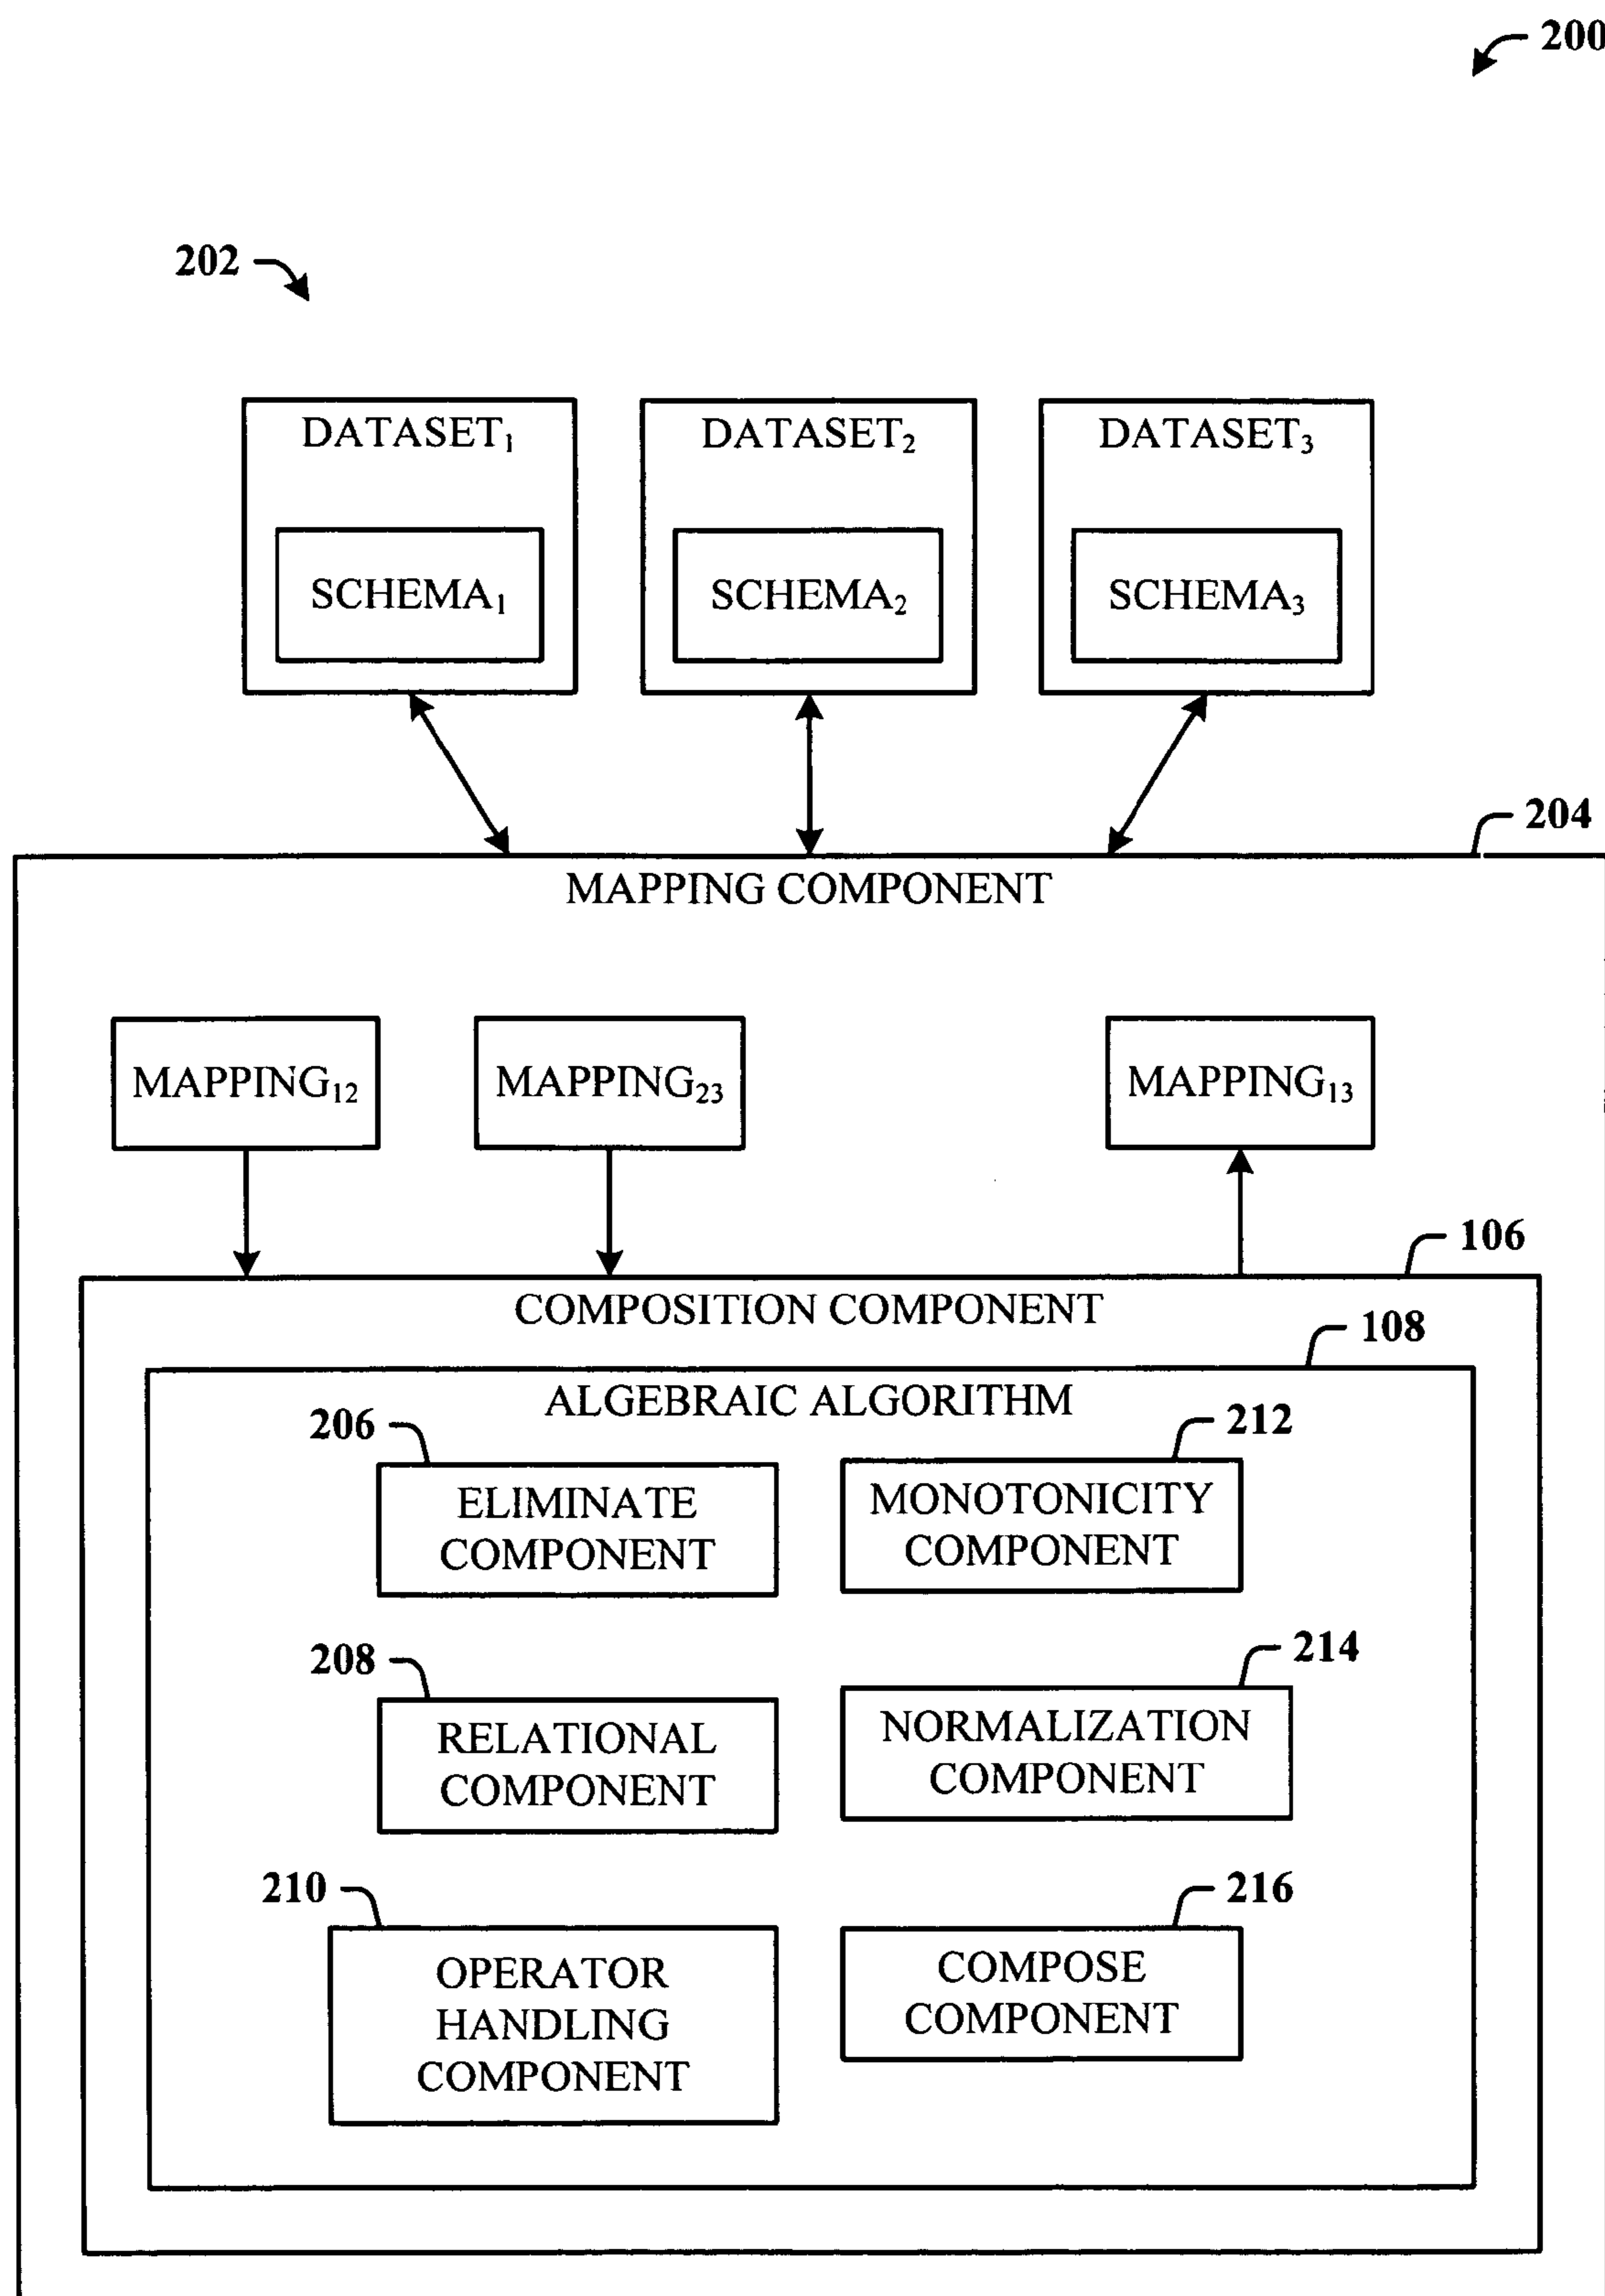 200
202
DATASET₁ DATASET₂ DATASET₃
SCHEMA₁ SCHEMA₂ SCHEMA₃
204
MAPPING COMPONENT
MAPPING₁₂ MAPPING₂₃ MAPPING₁₃
106
COMPOSITION COMPONENT
108
ALGEBRAIC ALGORITHM
206
ELIMINATE
COMPONENT
212
MONOTONICITY
COMPONENT
208
RELATIONAL
COMPONENT
214
NORMALIZATION
COMPONENT
210
OPERATOR
HANDLING
COMPONENT
216
COMPOSE
COMPONENT